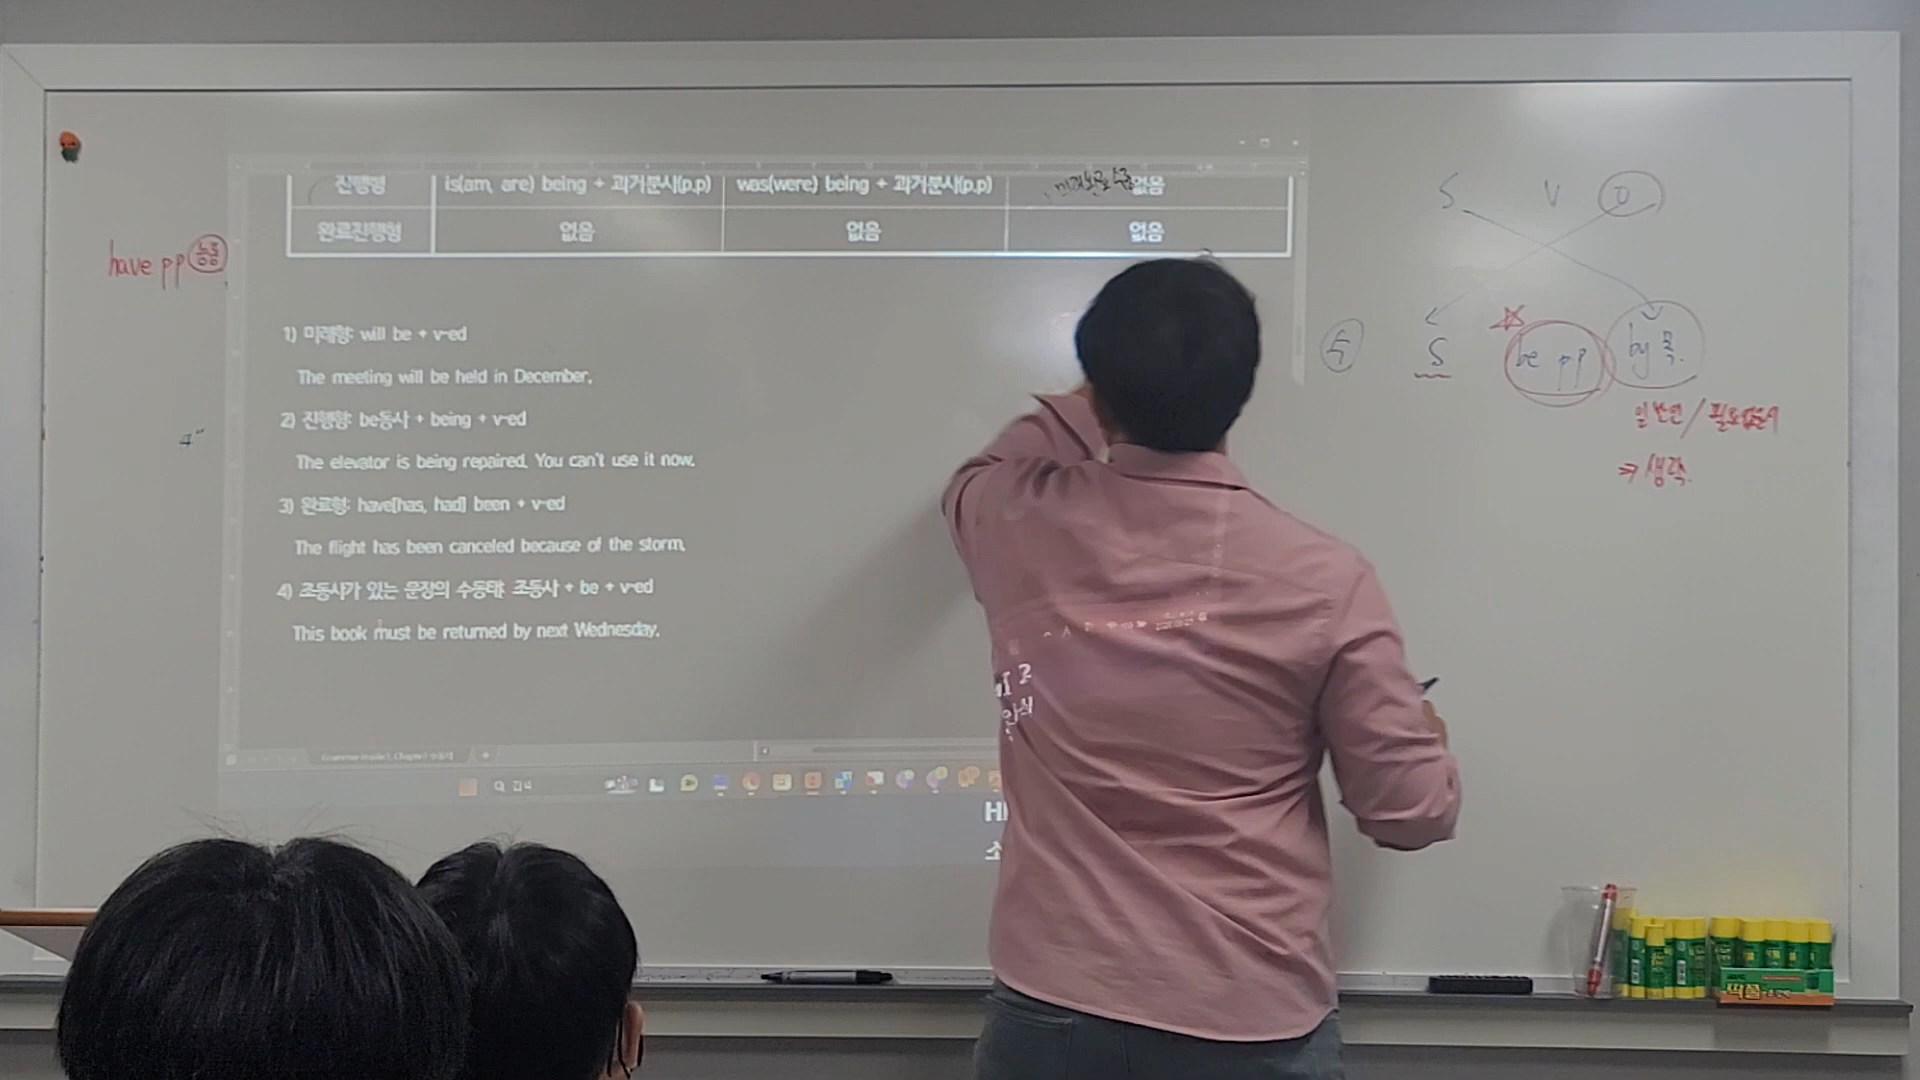 진행형 is(am, are) being + 과거분사(p.p) was(were) being + 과거분사(p.p) 없음
완료진행형 없음 없음 없음
have pp 능동
1) 미래형: will be + v-ed
The meeting will be held in December.
2) 진행형: be동사 + being + v-ed
The elevator is being repaired. You can't use it now.
3) 완료형: have[has, had] been + v-ed
The flight has been canceled because of the storm.
4) 조동사가 있는 문장의 수동태: 조동사 + be + v-ed
This book must be returned by next Wednesday.
S V O
수 S be pp by 목.
일반인 / 필요없어
⇒ 생략.
검색
딱풀